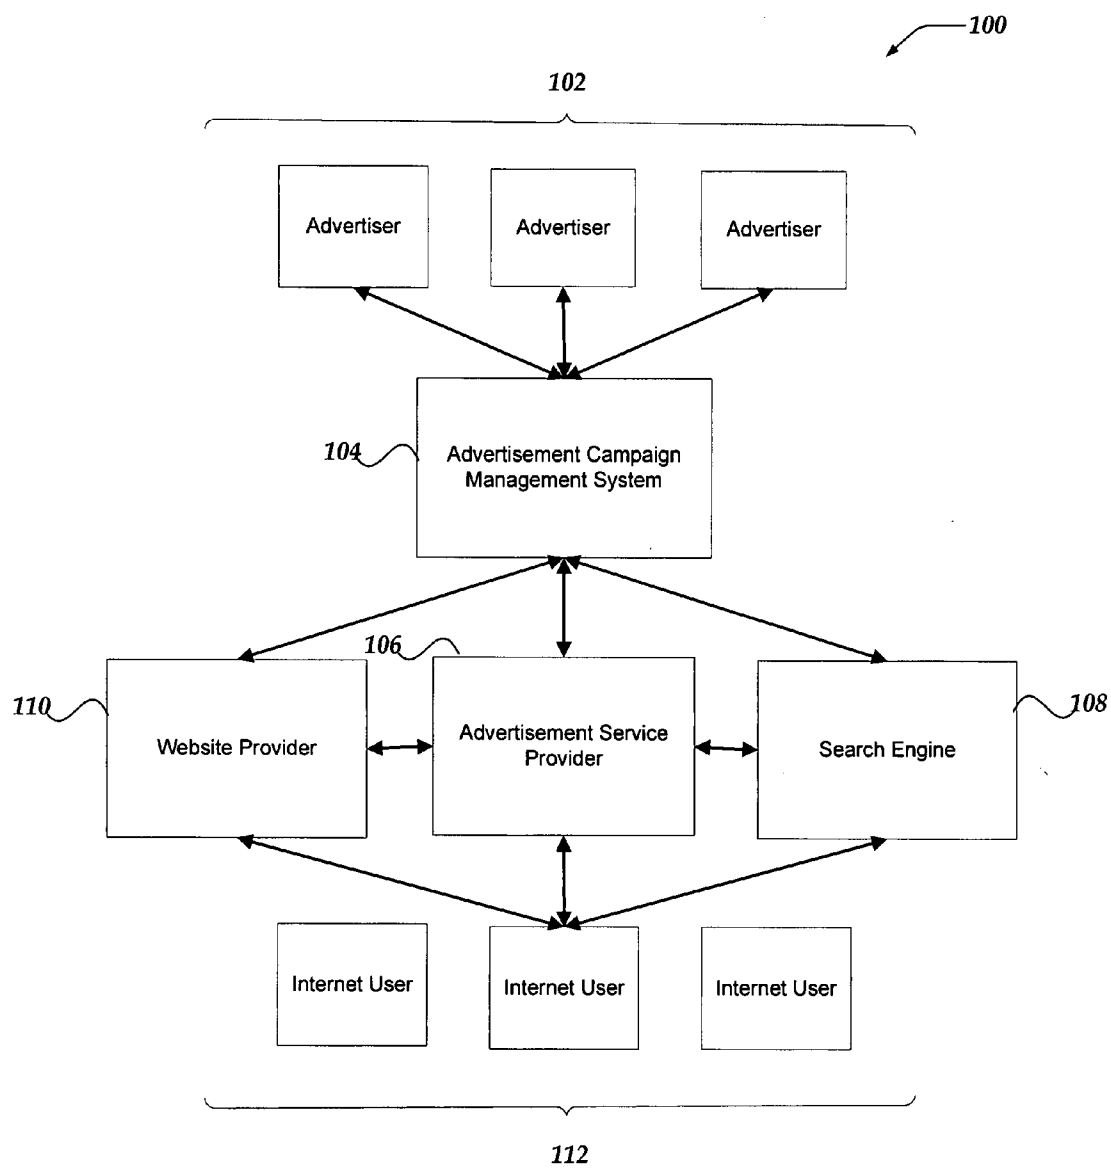 100
102
Advertiser
Advertiser
Advertiser
104
Advertisement Campaign
Management System
106
110
108
Website Provider
Advertisement Service
Provider
Search Engine
Internet User
Internet User
Internet User
112